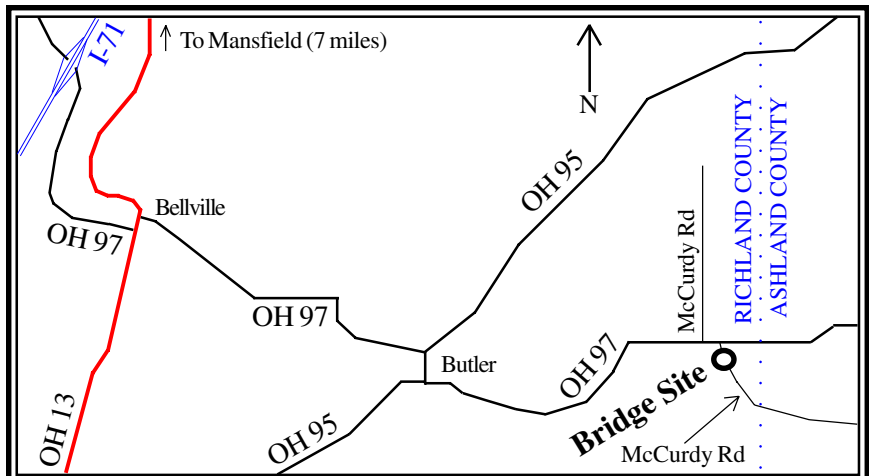 I-71
To Mansfield (7 miles)
N
OH 95
RICHLAND COUNTY
ASHLAND COUNTY
Bellville
OH 97
McCurdy Rd
OH 97
Butler
OH 97
Bridge Site
OH 13
OH 95
McCurdy Rd